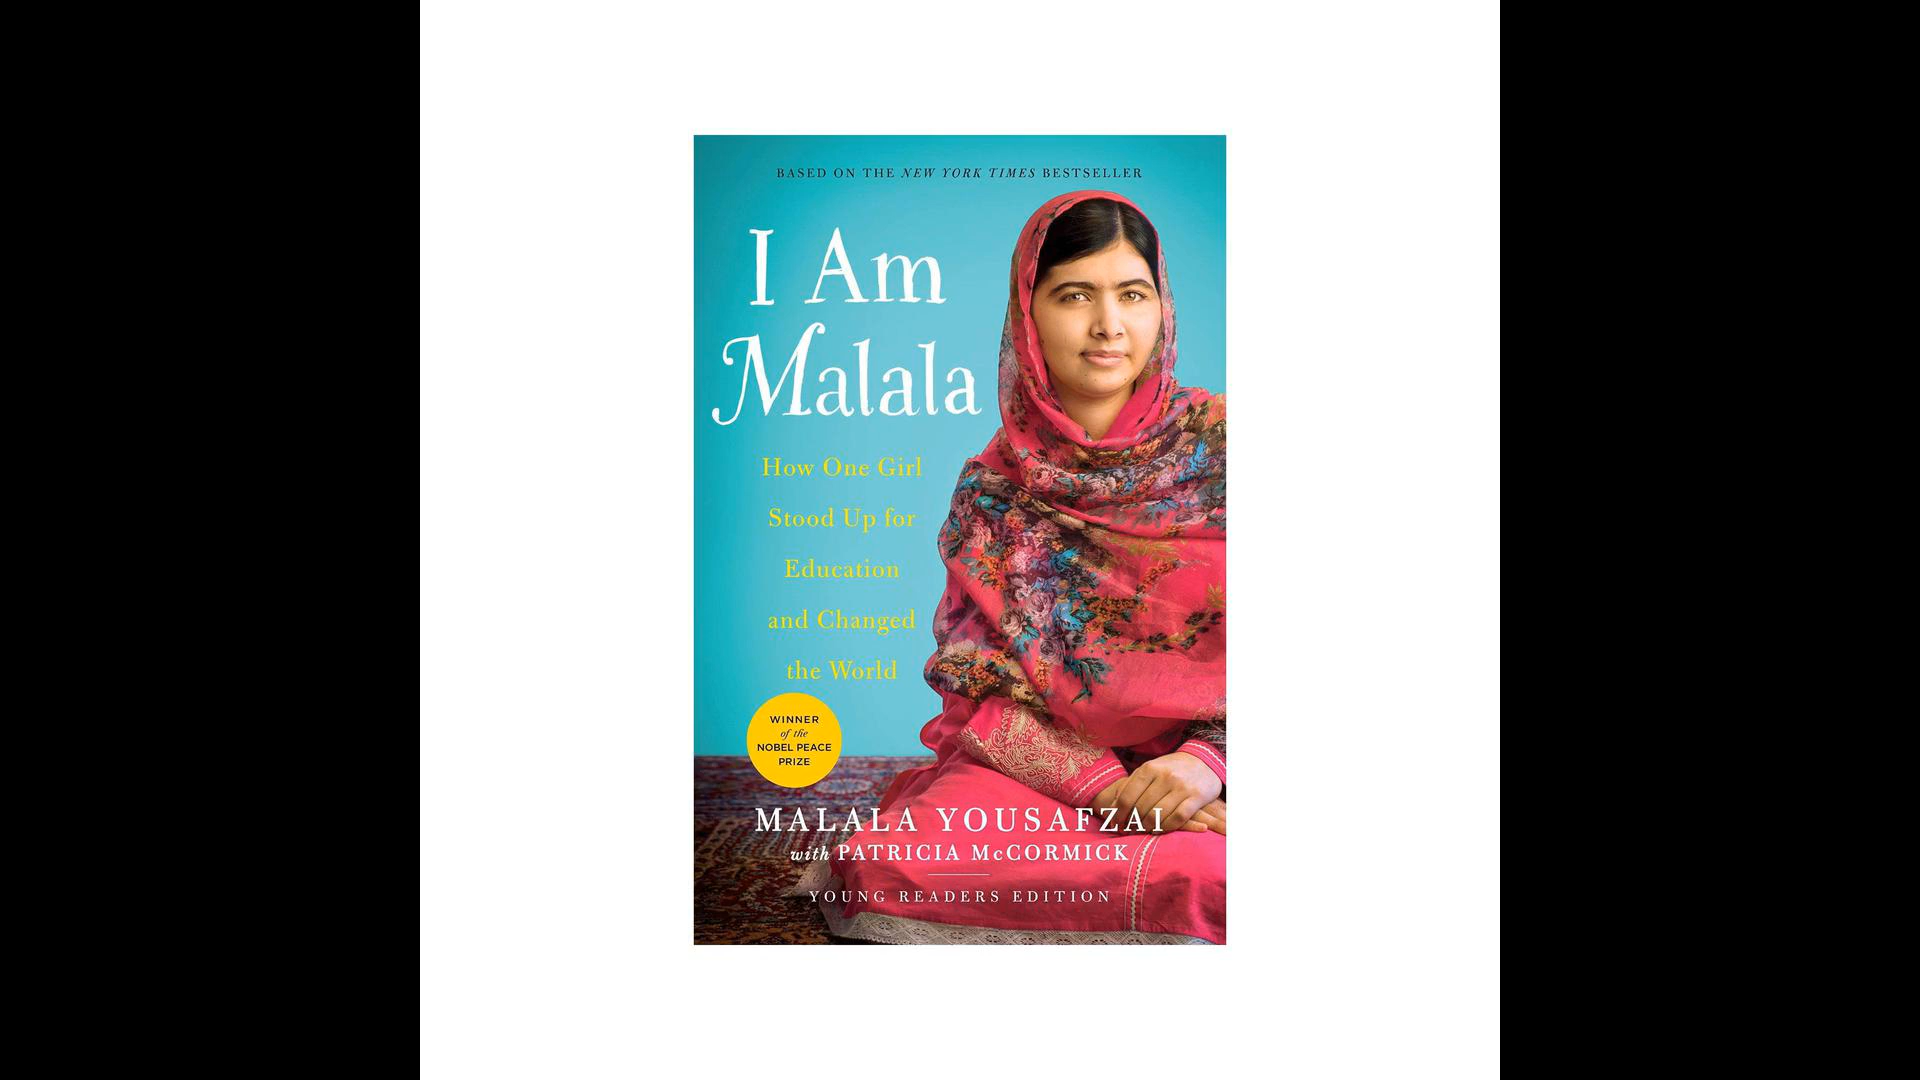 BASED ON THE NEW YORK TIMES BESTSELLER
I Am
Malala
How One Girl
Stood Up for
Education
and Changed
the World
WINNER
of the
NOBEL PEACE
PRIZE
MALALA YOUSAFZAI
with PATRICIA McCORMICK
YOUNG READERS EDITION